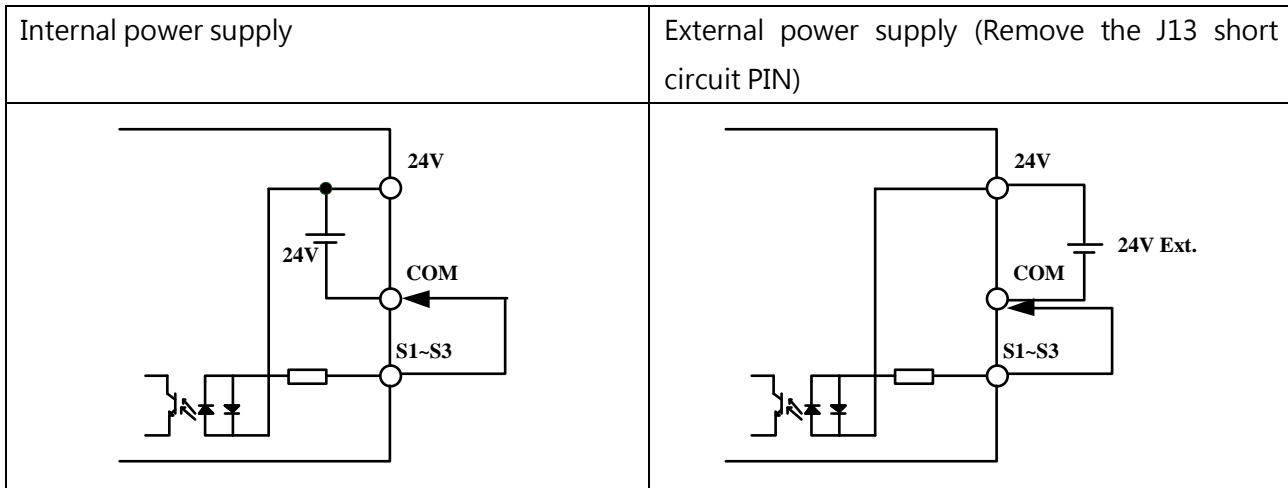 Internal power supply
External power supply (Remove the J13 short
circuit PIN)
24V
24V
COM
S1~S3
24V
24V Ext.
COM
S1~S3